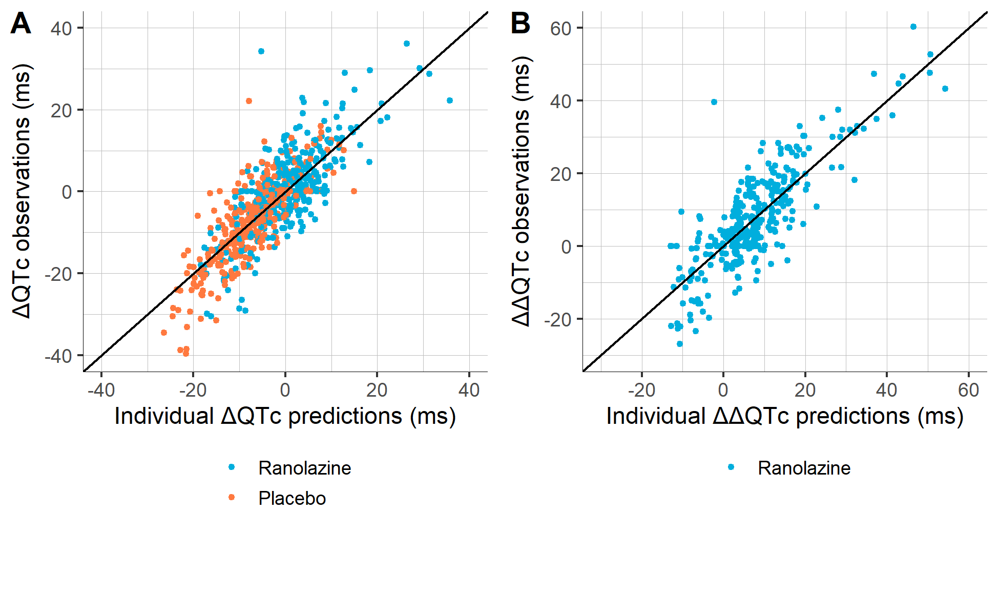 A
B
ΔQTc observations (ms)
40
20
0
-20
-40
-40 -20 0 20 40
Individual ΔQTc predictions (ms)
Ranolazine
Placebo
ΔΔQTc observations (ms)
60
40
20
0
-20
-20 0 20 40 60
Individual ΔΔQTc predictions (ms)
Ranolazine